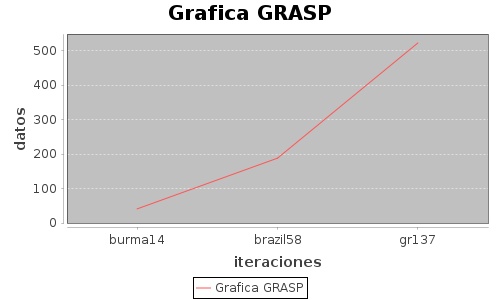 Grafica GRASP
datos
500
400
300
200
100
0
burma14 brazil58 gr137
iteraciones
Grafica GRASP